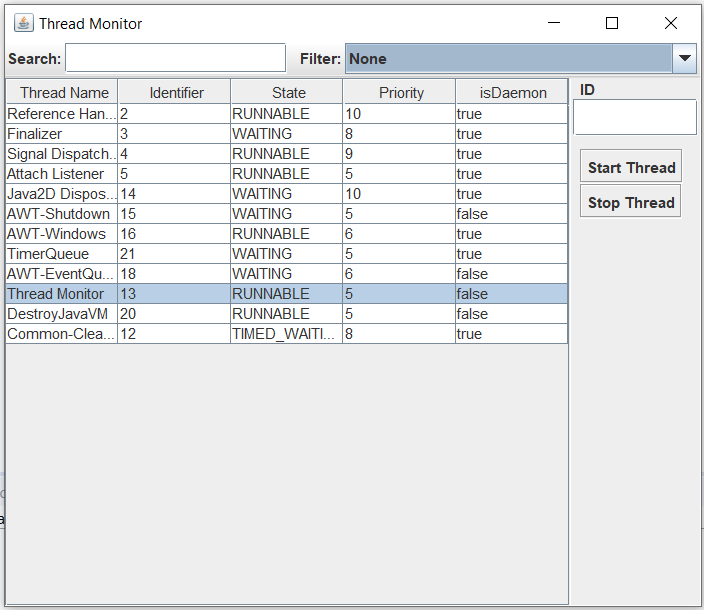 Thread Monitor
Search: Filter: None
Thread Name Identifier State Priority isDaemon ID
Reference Han... 2 RUNNABLE 10 true
Finalizer 3 WAITING 8 true
Signal Dispatch... 4 RUNNABLE 9 true
Attach Listener 5 RUNNABLE 5 true Start Thread
Java2D Dispos... 14 WAITING 10 true
AWT-Shutdown 15 WAITING 5 false Stop Thread
AWT-Windows 16 RUNNABLE 6 true
TimerQueue 21 WAITING 5 true
AWT-EventQu... 18 WAITING 6 false
Thread Monitor 13 RUNNABLE 5 false
DestroyJavaVM 20 RUNNABLE 5 false
Common-Clea... 12 TIMED_WAITI... 8 true